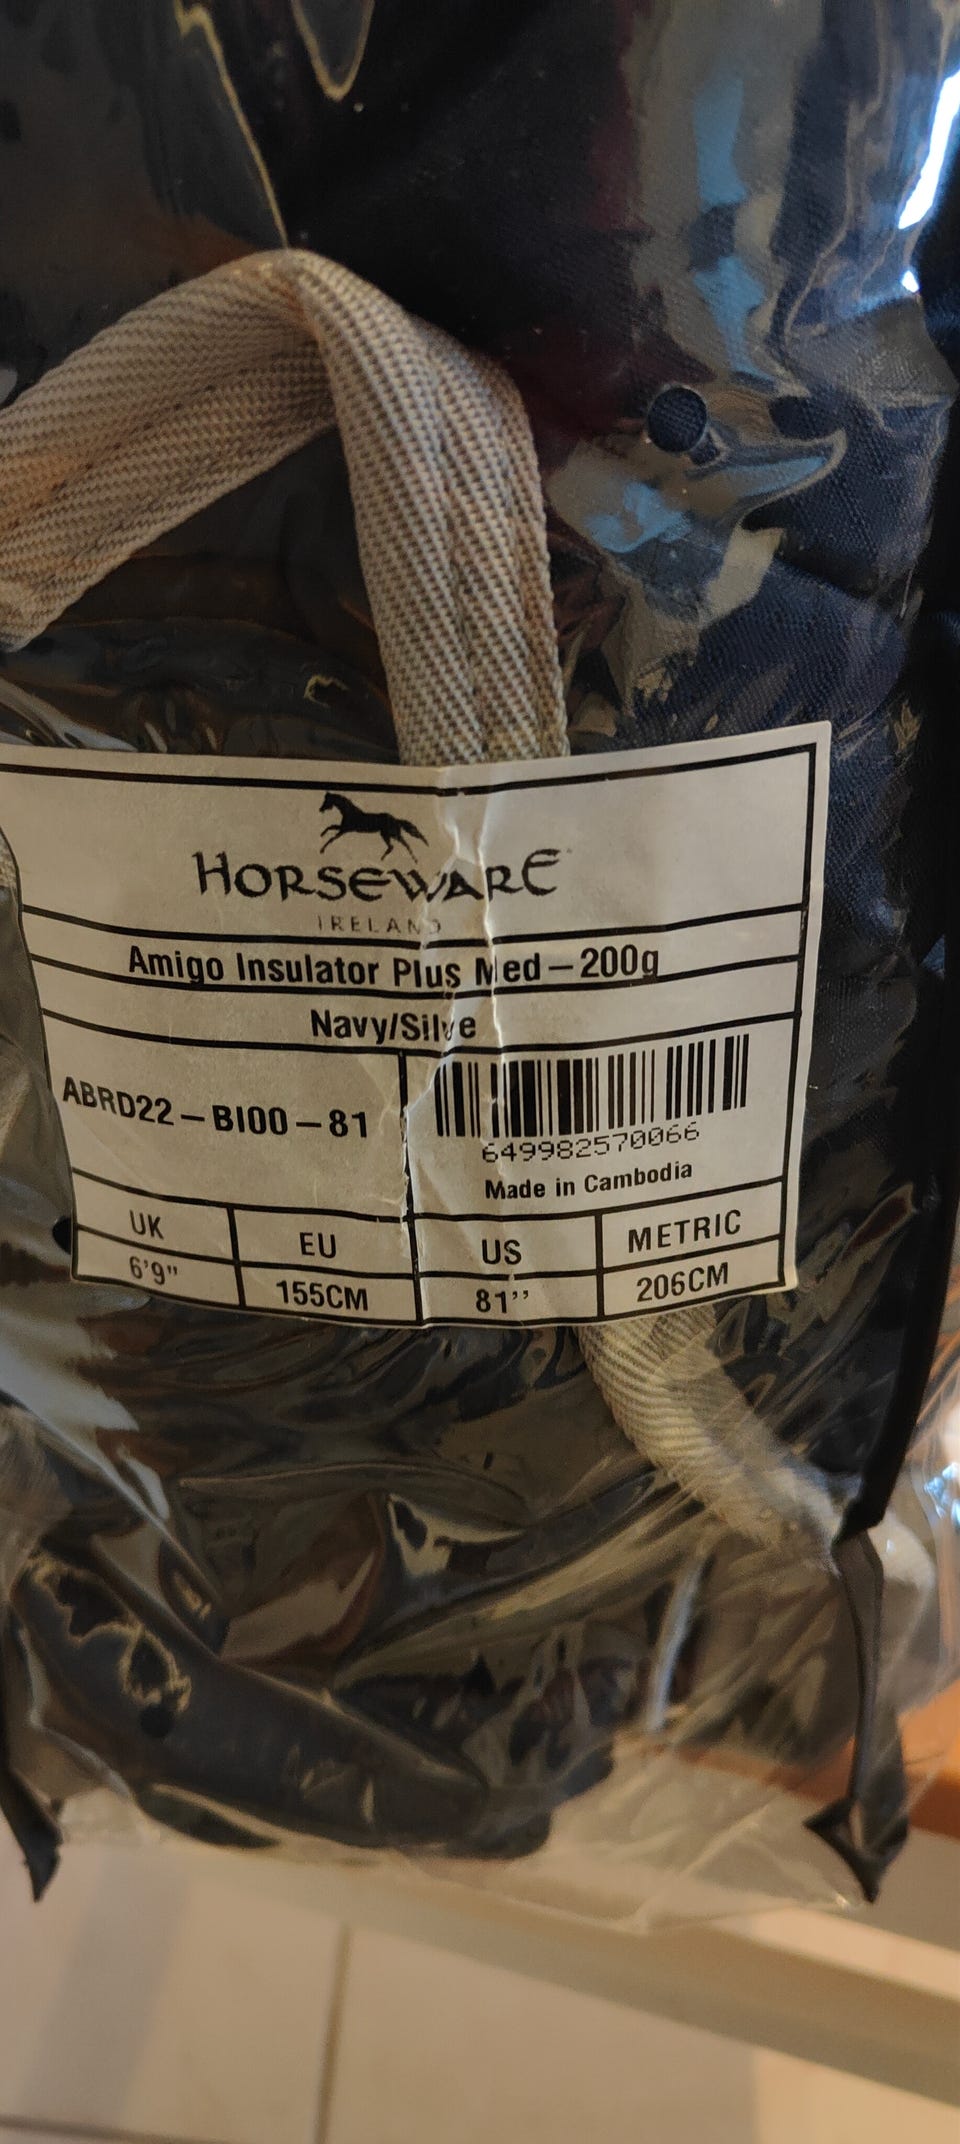 HORSEWARE
IRELAND
Amigo Insulator Plus Med-200g
Navy/Silve
ABRD22-BI00-81
649982570066
Made in Cambodia
UK EU US METRIC
6'9" 155CM 81'' 206CM